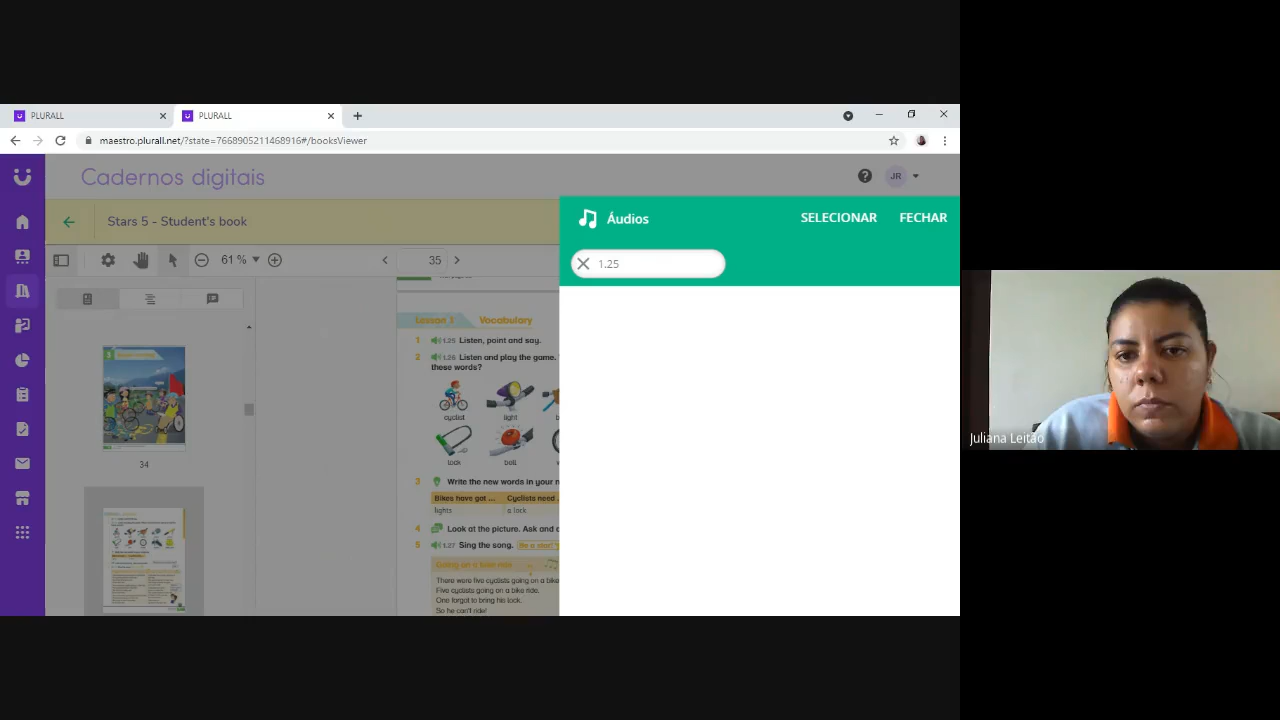 PLURALL
PLURALL
maestro.plurall.net/?state=7668905211468916#/booksViewer
Cadernos digitais
JR
Stars 5 - Student's book
Áudios
SELECIONAR
FECHAR
1.25
61 %
35
34
Lesson 1 Vocabulary
1 1.25 Listen, point and say.
2 1.26 Listen and play the game.
these words?
cyclist
light
lock
bell
3 Write the new words in your
Bikes have got ... Cyclists need
lights a lock
4 Look at the picture. Ask and
5 1.27 Sing the song.
Going on a bike ride
There were five cyclists going on a bike
Five cyclists going on a bike ride.
One forgot to bring his lock.
So he can't ride!
Juliana Leitão